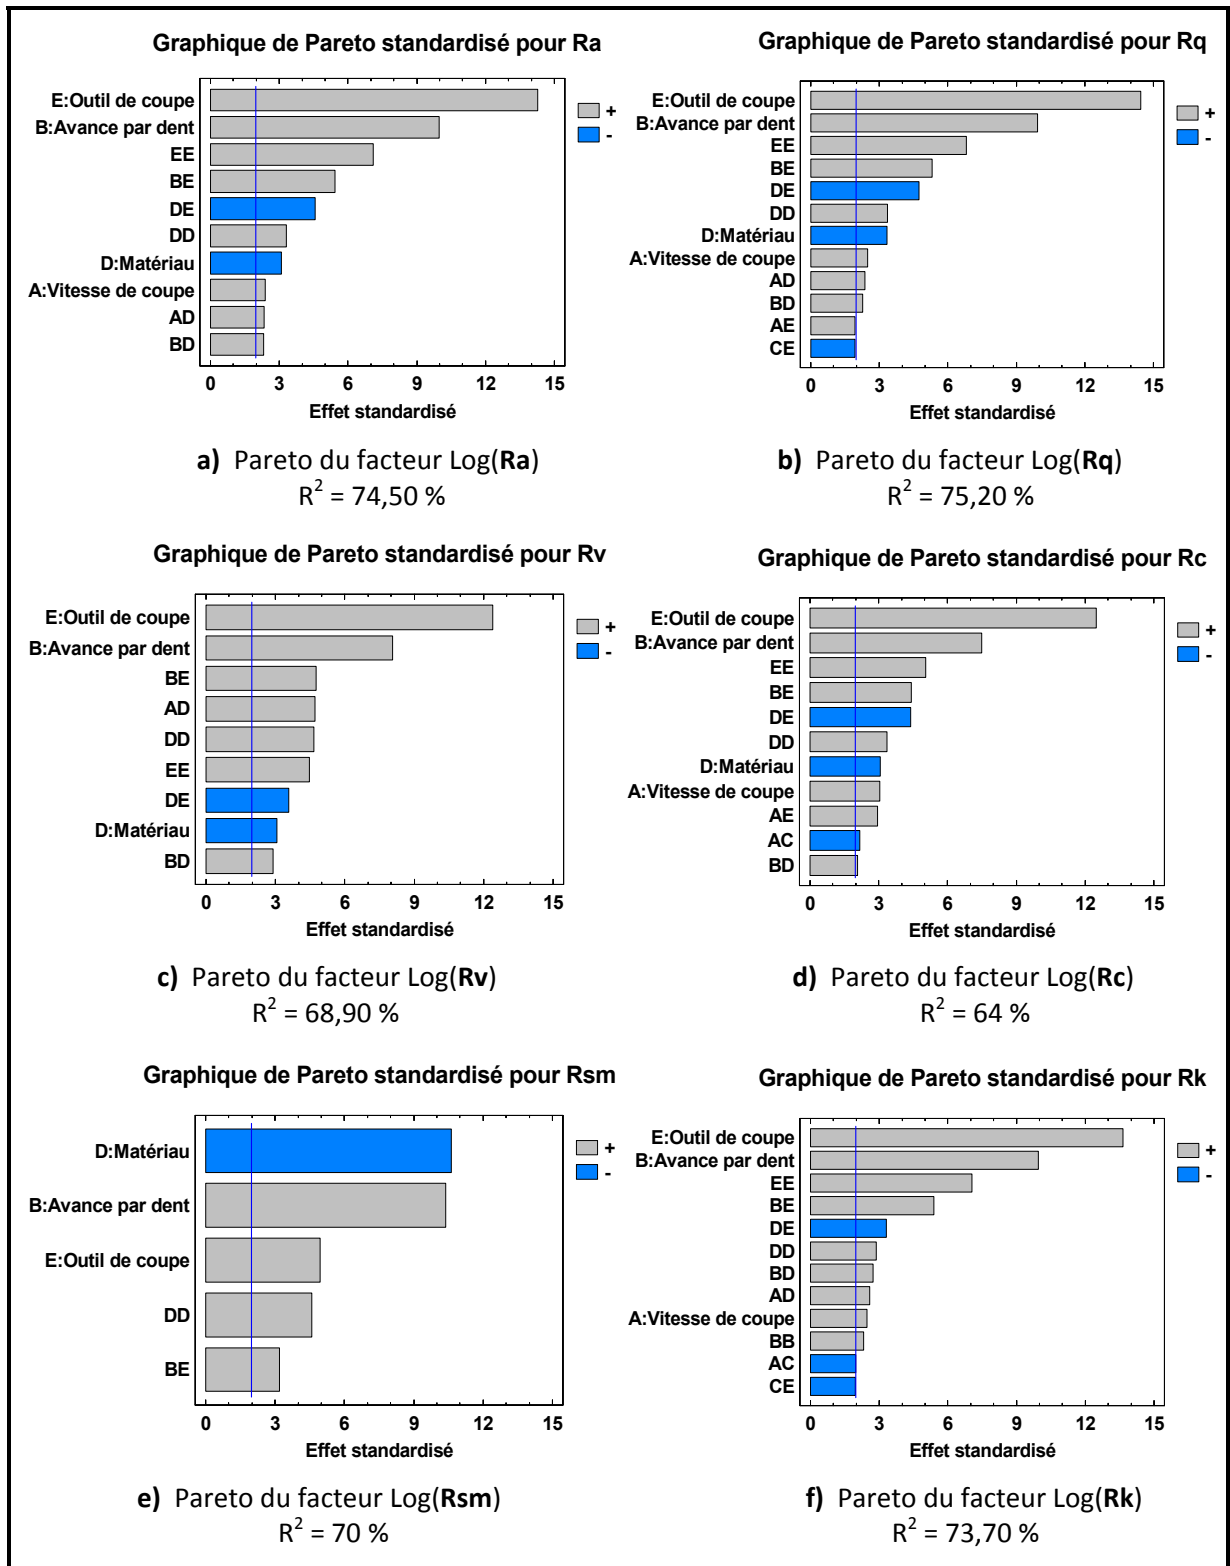 Graphique de Pareto standardisé pour Ra
E:Outil de coupe
B:Avance par dent
EE
BE
DE
DD
D:Matériau
A:Vitesse de coupe
AD
BD
0 3 6 9 12 15
Effet standardisé
+
-
a) Pareto du facteur Log(Ra)
R² = 74,50 %
Graphique de Pareto standardisé pour Rq
E:Outil de coupe
B:Avance par dent
EE
BE
DE
DD
D:Matériau
A:Vitesse de coupe
AD
BD
AE
CE
0 3 6 9 12 15
Effet standardisé
+
-
b) Pareto du facteur Log(Rq)
R² = 75,20 %
Graphique de Pareto standardisé pour Rv
E:Outil de coupe
B:Avance par dent
BE
AD
DD
EE
DE
D:Matériau
BD
0 3 6 9 12 15
Effet standardisé
+
-
c) Pareto du facteur Log(Rv)
R² = 68,90 %
Graphique de Pareto standardisé pour Rc
E:Outil de coupe
B:Avance par dent
EE
BE
DE
DD
D:Matériau
A:Vitesse de coupe
AE
AC
BD
0 3 6 9 12 15
Effet standardisé
+
-
d) Pareto du facteur Log(Rc)
R² = 64 %
Graphique de Pareto standardisé pour Rsm
D:Matériau
B:Avance par dent
E:Outil de coupe
DD
BE
0 3 6 9 12 15
Effet standardisé
+
-
e) Pareto du facteur Log(Rsm)
R² = 70 %
Graphique de Pareto standardisé pour Rk
E:Outil de coupe
B:Avance par dent
EE
BE
DE
DD
BD
AD
A:Vitesse de coupe
BB
AC
CE
0 3 6 9 12 15
Effet standardisé
+
-
f) Pareto du facteur Log(Rk)
R² = 73,70 %